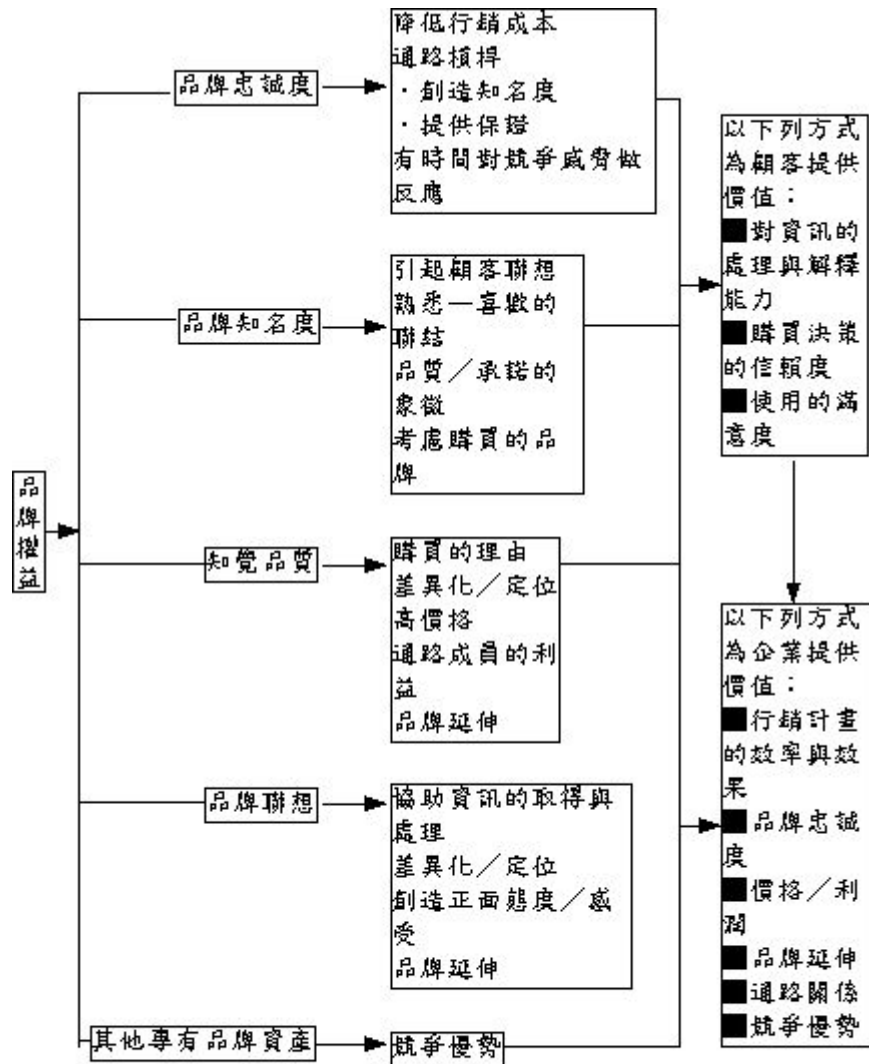 品牌權益
品牌忠誠度
降低行銷成本
通路槓桿
·創造知名度
·提供保證
有時間對競爭威脅做
反應
品牌知名度
引起顧客聯想
熟悉—喜歡的
聯結
品質／承諾的
象徵
考慮購買的品
牌
知覺品質
購買的理由
差異化／定位
高價格
通路成員的利
益
品牌延伸
品牌聯想
協助資訊的取得與
處理
差異化／定位
創造正面態度／感
受
品牌延伸
其他專有品牌資產
競爭優勢
以下列方式
為顧客提供
價值：
■對資訊的
處理與解釋
能力
■購買決策
的信賴度
■使用的滿
意度
以下列方式
為企業提供
價值：
■行銷計畫
的效率與效
果
■品牌忠誠
度
■價格／利
潤
■品牌延伸
■通路關係
■競爭優勢